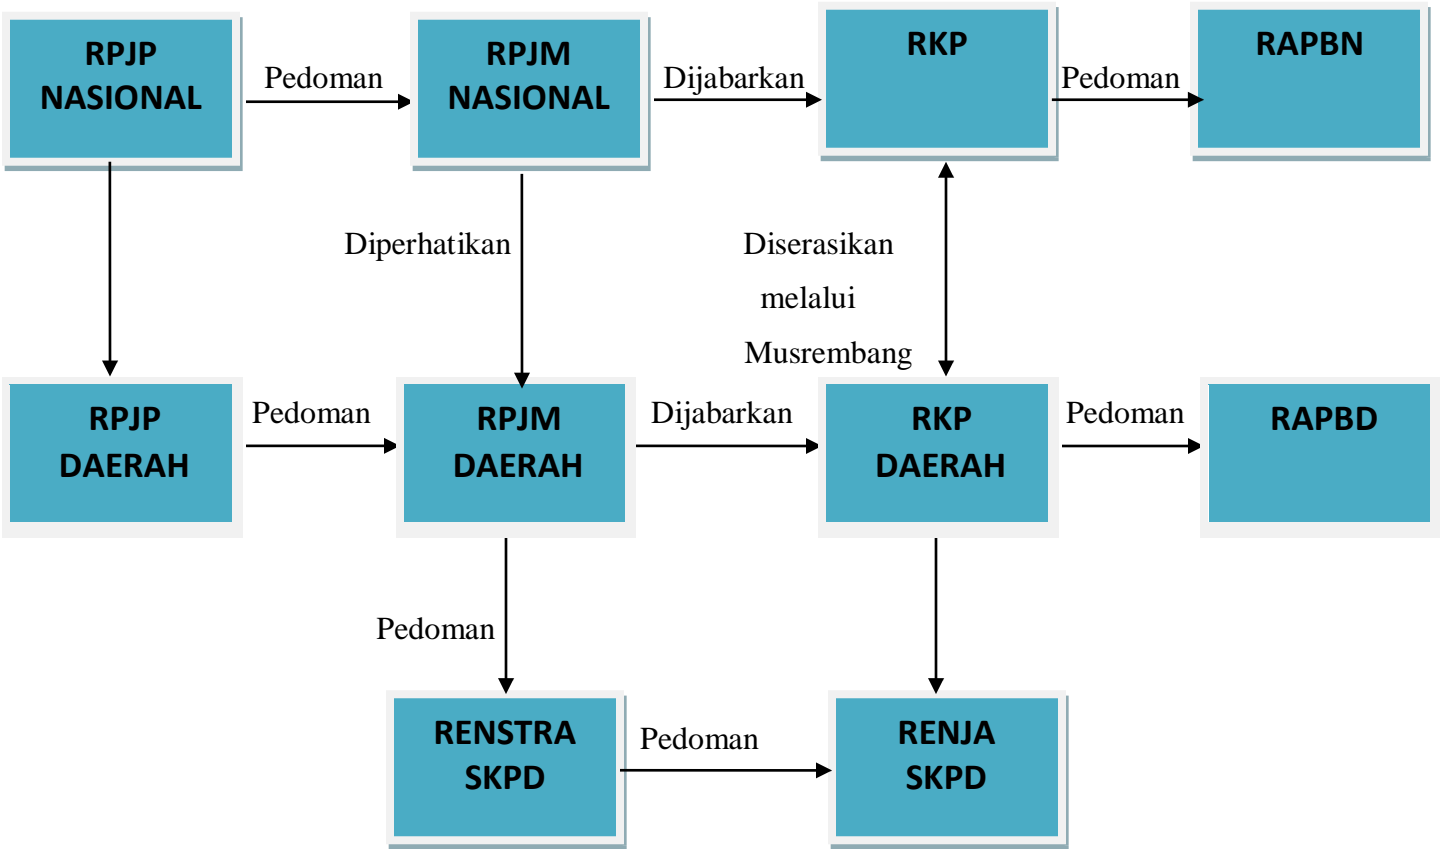 RPJP
NASIONAL
Pedoman
RPJM
NASIONAL
Dijabarkan
RKP
Pedoman
RAPBN
Diperhatikan
Diserasikan
melalui
Musrembang
RPJP
DAERAH
Pedoman
RPJM
DAERAH
Dijabarkan
RKP
DAERAH
Pedoman
RAPBD
Pedoman
RENSTRA
SKPD
Pedoman
RENJA
SKPD